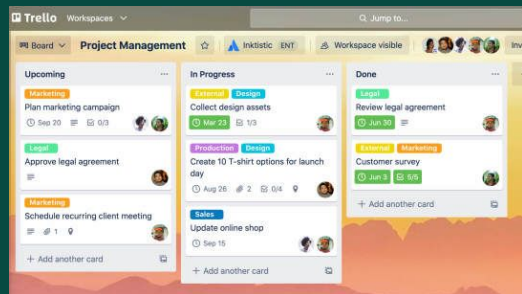 Trello
Workspaces
Jump to...
Board
Project Management
Inktistic ENT
Workspace visible
Inv
Upcoming
Marketing
Plan marketing campaign
Sep 20
0/3
Legal
Approve legal agreement
Marketing
Schedule recurring client meeting
1
+ Add another card
In Progress
External Design
Collect design assets
Mar 23
1/3
Production Design
Create 10 T-shirt options for launch
day
Aug 26
2
0/4
Sales
Update online shop
Sep 15
+ Add another card
Done
Legal
Review legal agreement
Jun 30
External Marketing
Customer survey
Jun 3
5/5
+ Add another card